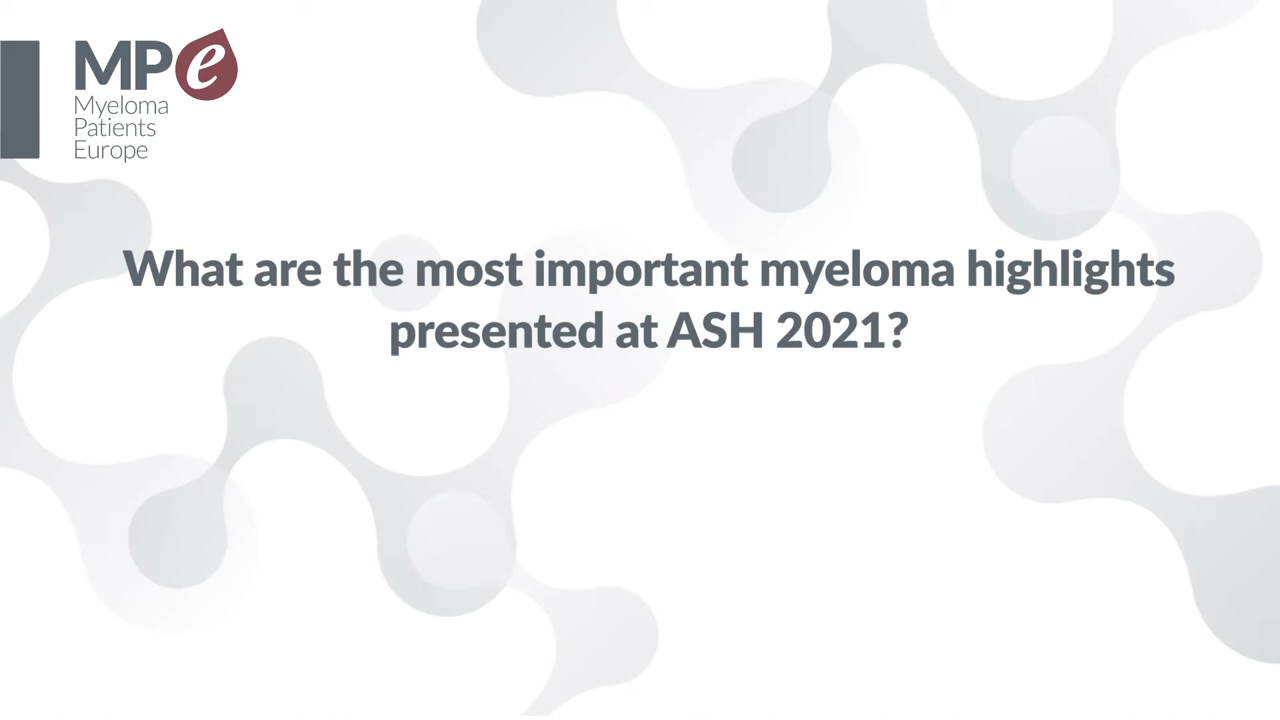 MPe
Myeloma
Patients
Europe
What are the most important myeloma highlights
presented at ASH 2021?